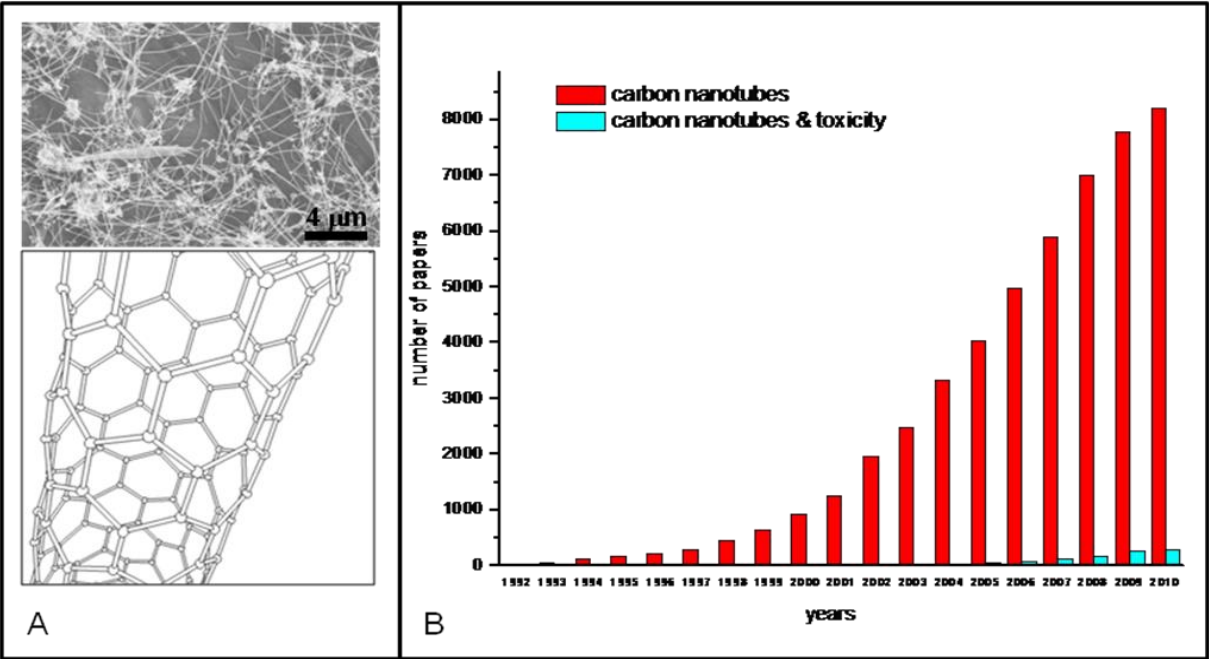 4 μm
A
carbon nanotubes
carbon nanotubes & toxicity
number of papers
8000
7000
6000
5000
4000
3000
2000
1000
0
1992 1993 1994 1995 1996 1997 1998 1999 2000 2001 2002 2003 2004 2005 2006 2007 2008 2009 2010
years
B